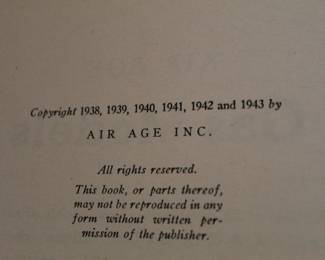 Copyright 1938, 1939, 1940, 1941, 1942 and 1943 by
AIR AGE INC.
All rights reserved.
This book, or parts thereof,
may not be reproduced in any
form without written per-
mission of the publisher.